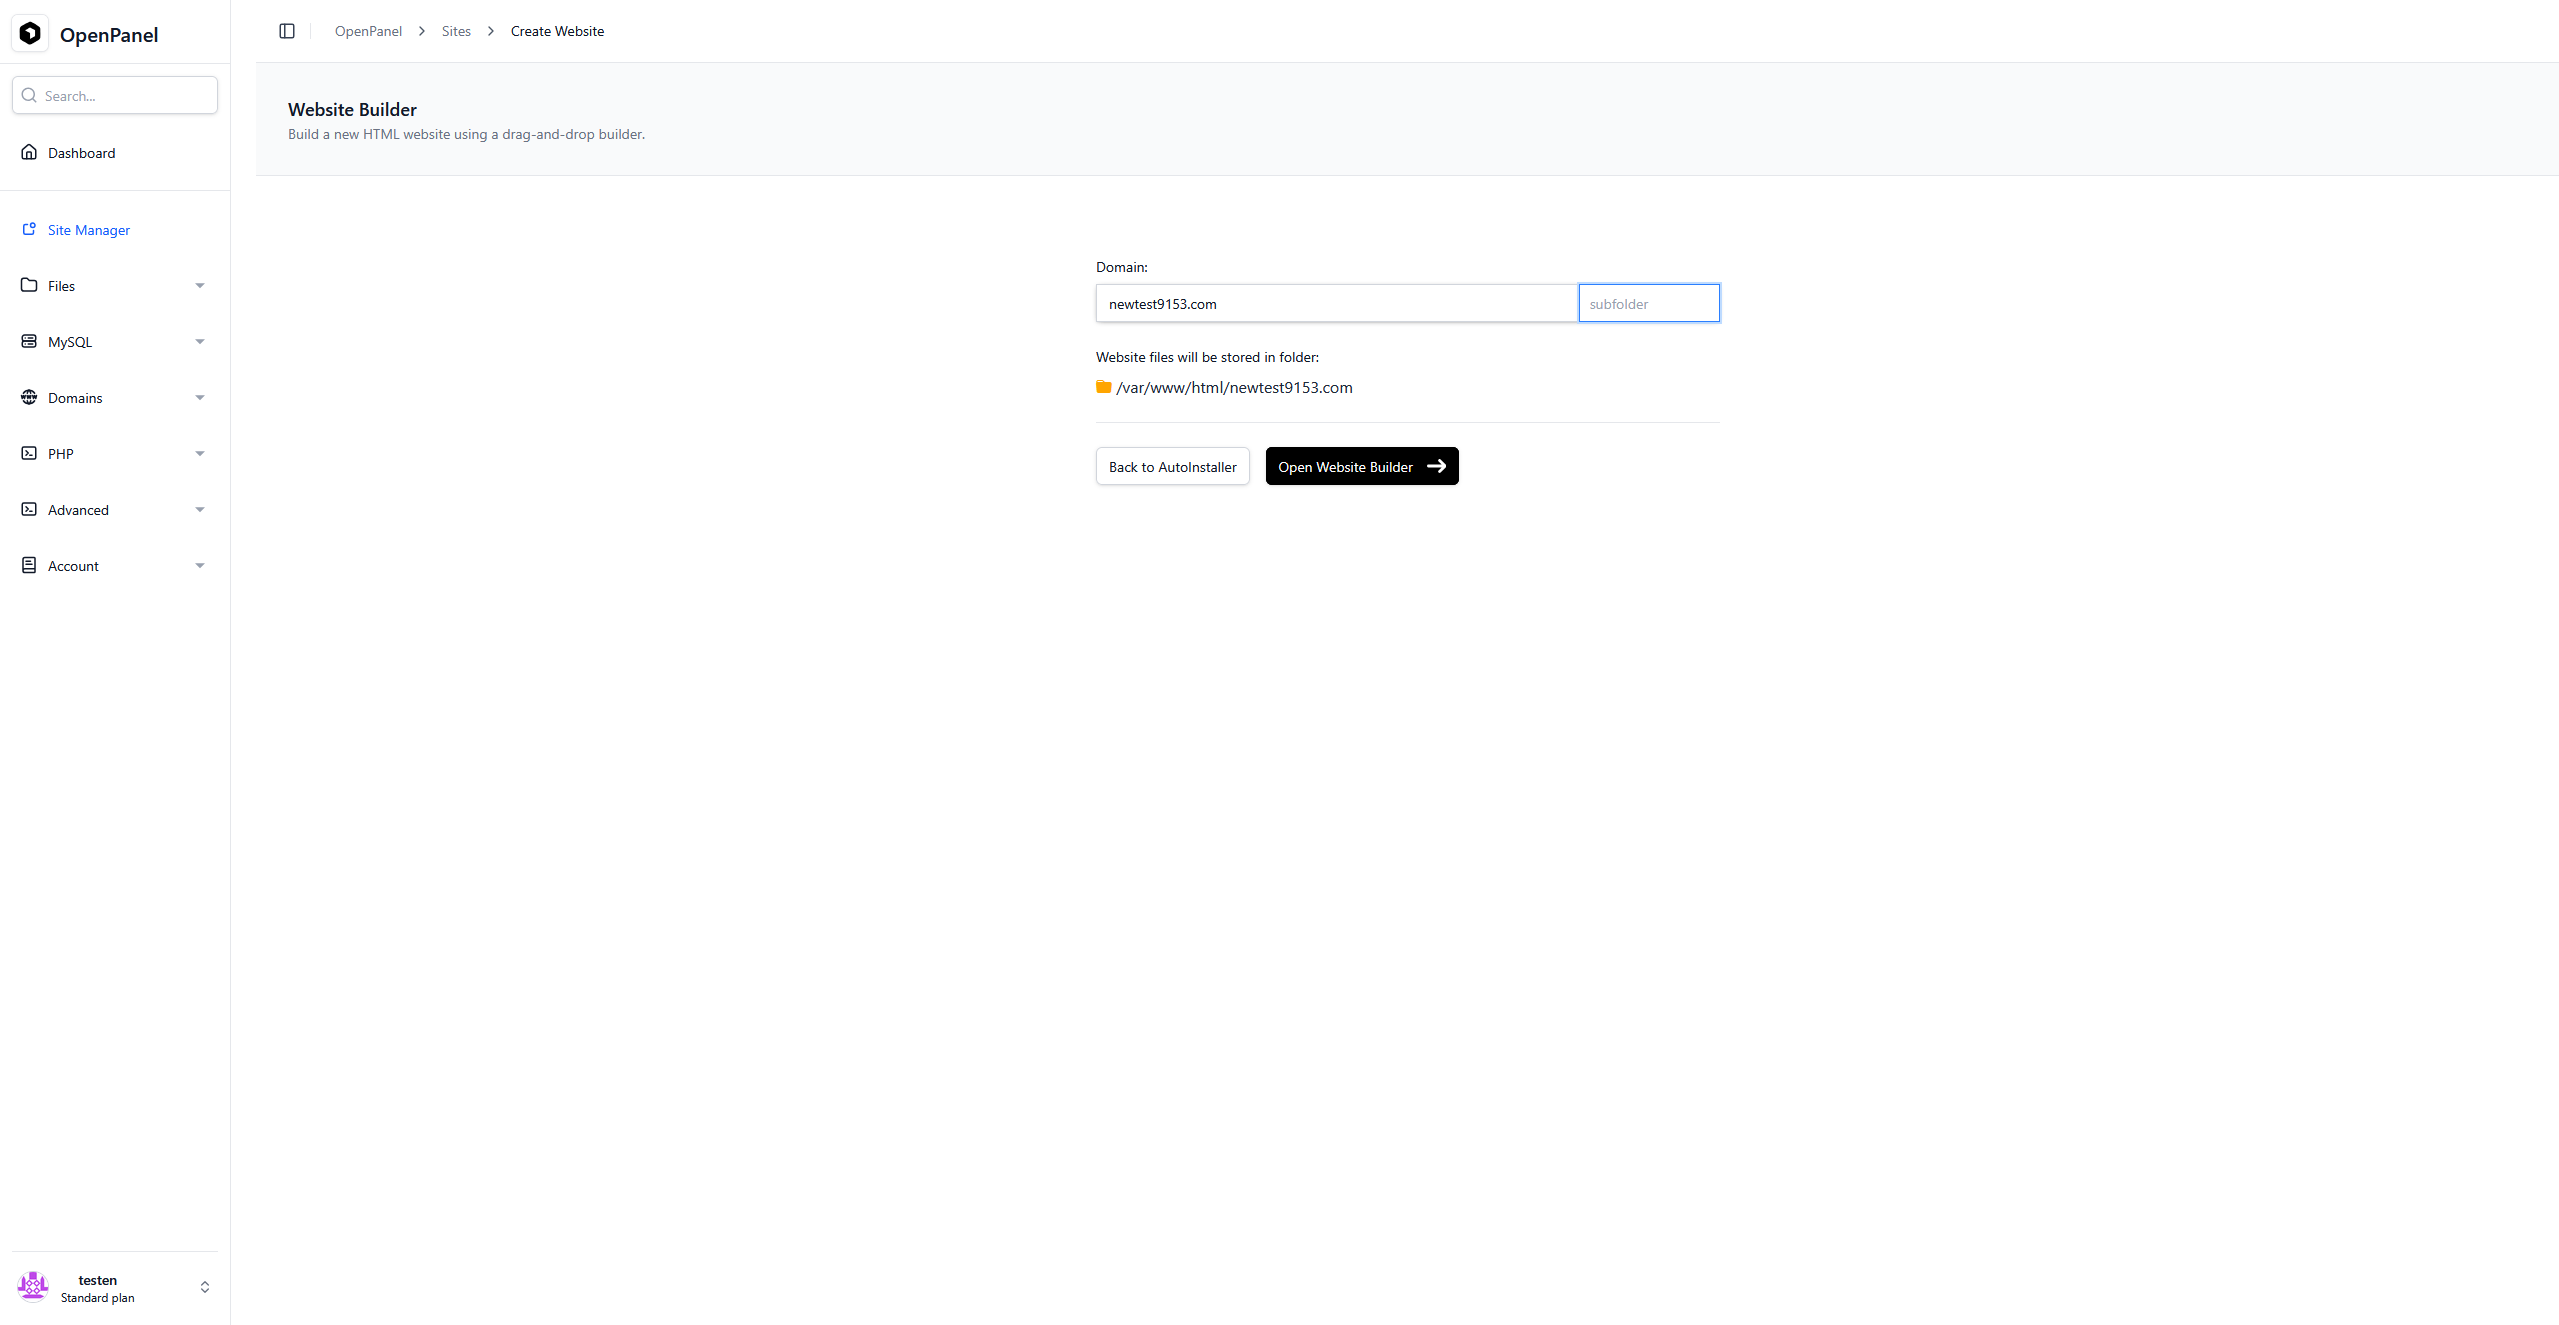 OpenPanel
Search...
Dashboard
Site Manager
Files
MySQL
Domains
PHP
Advanced
Account
testen
Standard plan
OpenPanel > Sites > Create Website
Website Builder
Build a new HTML website using a drag-and-drop builder.
Domain:
newtest9153.com subfolder
Website files will be stored in folder:
/var/www/html/newtest9153.com
Back to AutoInstaller Open Website Builder